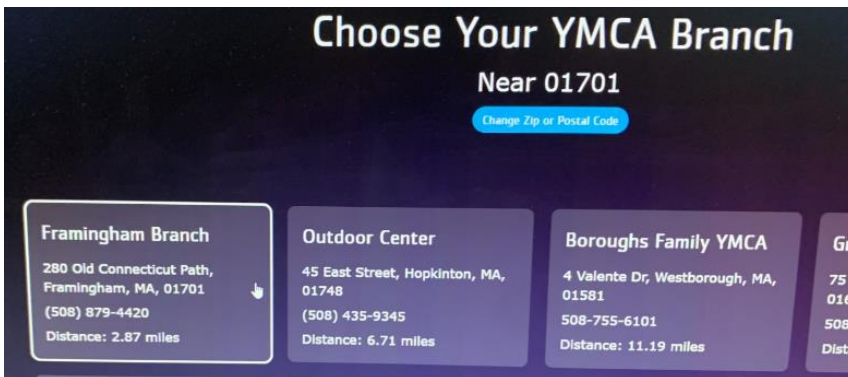 Choose Your YMCA Branch
Near 01701
Change Zip or Postal Code
Framingham Branch
280 Old Connecticut Path,
Framingham, MA, 01701
(508) 879-4420
Distance: 2.87 miles
Outdoor Center
45 East Street, Hopkinton, MA,
01748
(508) 435-9345
Distance: 6.71 miles
Boroughs Family YMCA
4 Valente Dr, Westborough, MA,
01581
508-755-6101
Distance: 11.19 miles
75
508